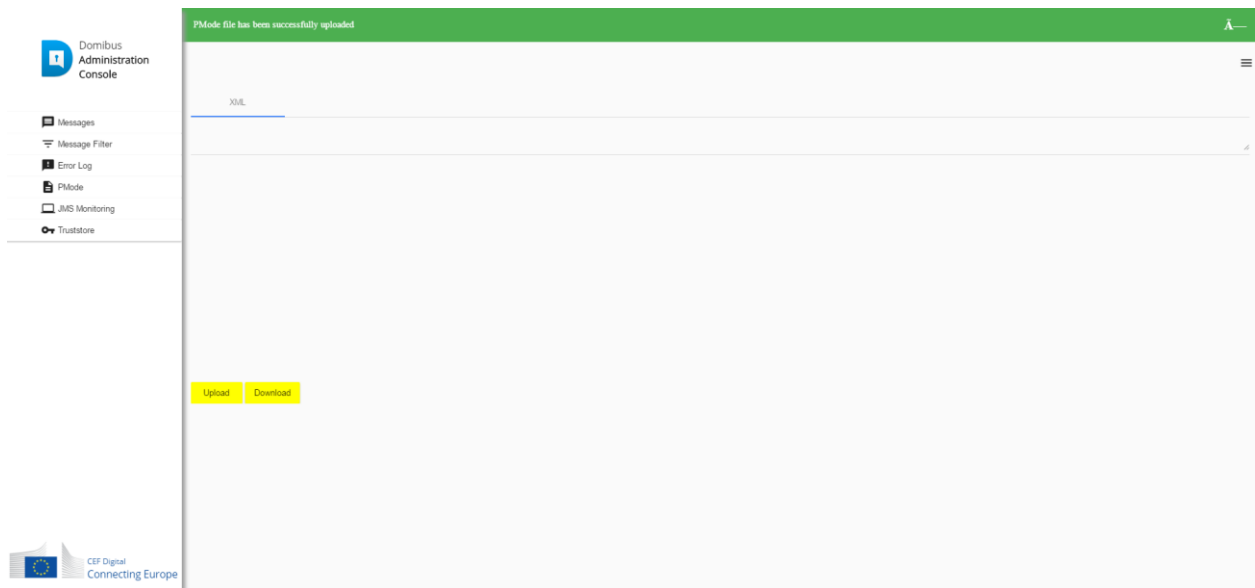 PMode file has been successfully uploaded
Ã—
Domibus
Administration
Console
XML
Messages
Message Filter
Error Log
PMode
JMS Monitoring
Truststore
Upload
Download
CEF Digital
Connecting Europe